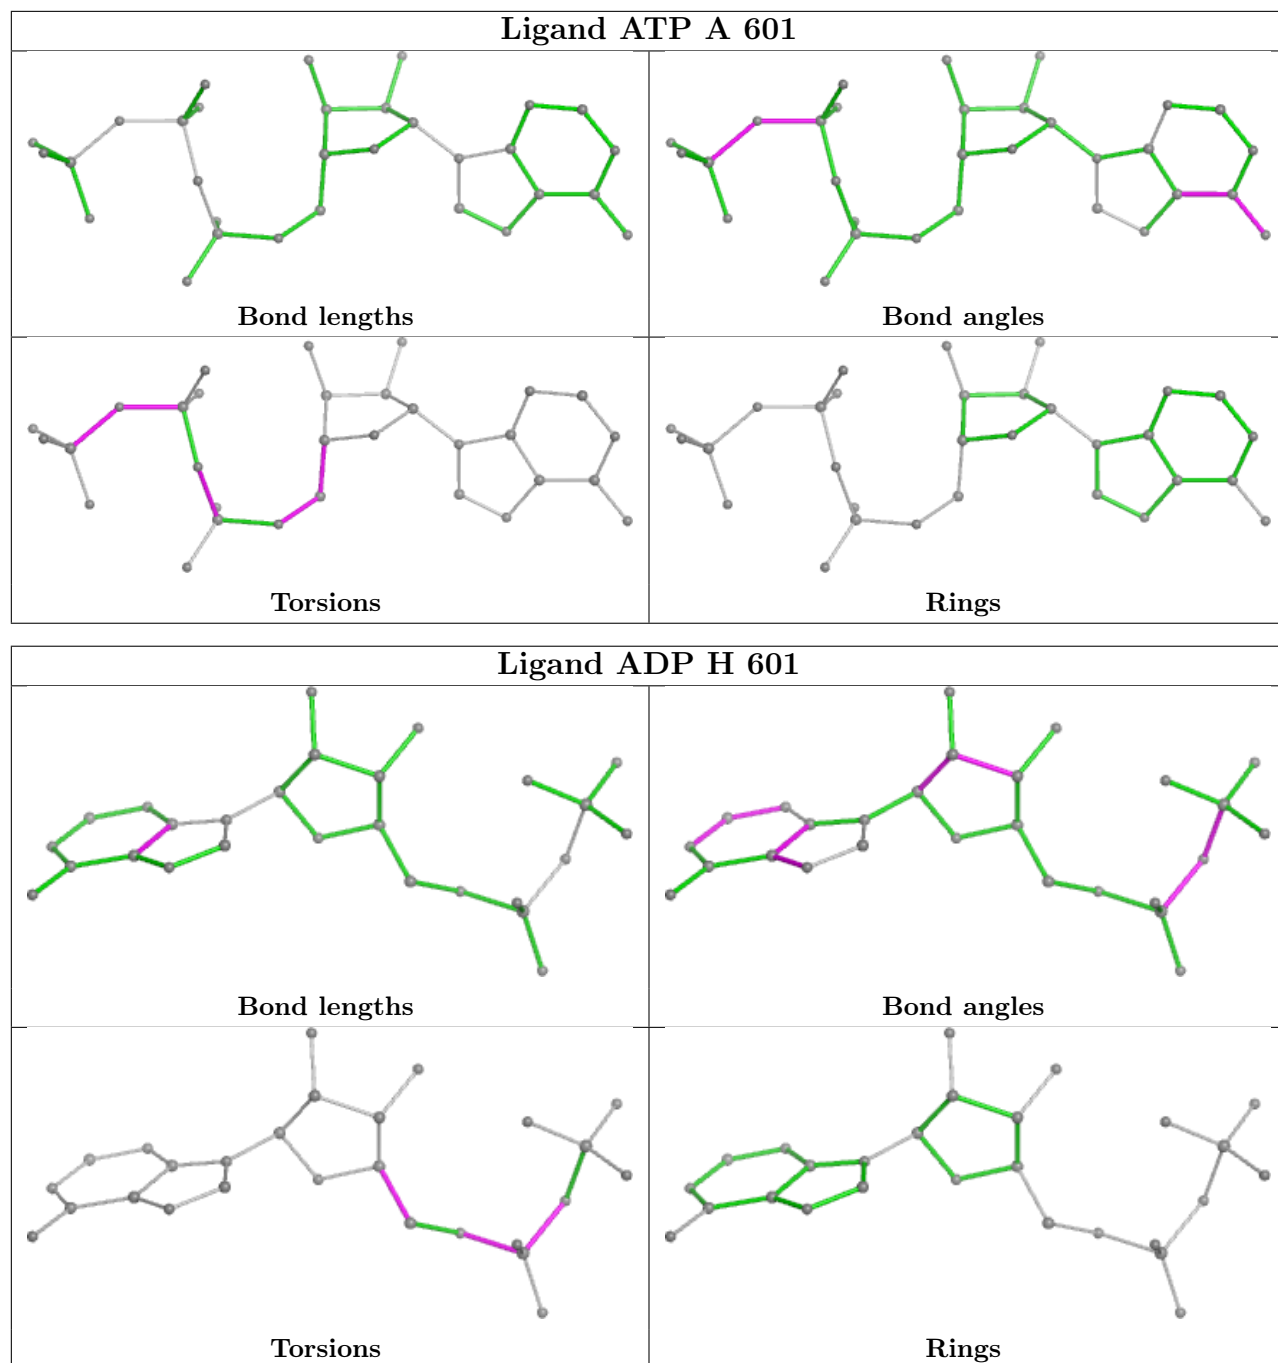 Ligand ATP A 601
Bond lengths
Bond angles
Torsions
Rings
Ligand ADP H 601
Bond lengths
Bond angles
Torsions
Rings